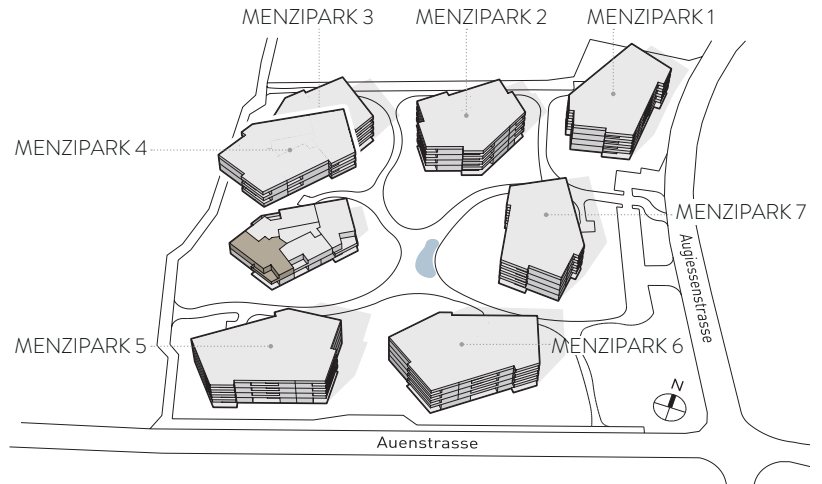 MENZIPARK 3
MENZIPARK 2
MENZIPARK 1
MENZIPARK 4
MENZIPARK 7
Augiessenstrasse
MENZIPARK 5
MENZIPARK 6
N
Auenstrasse